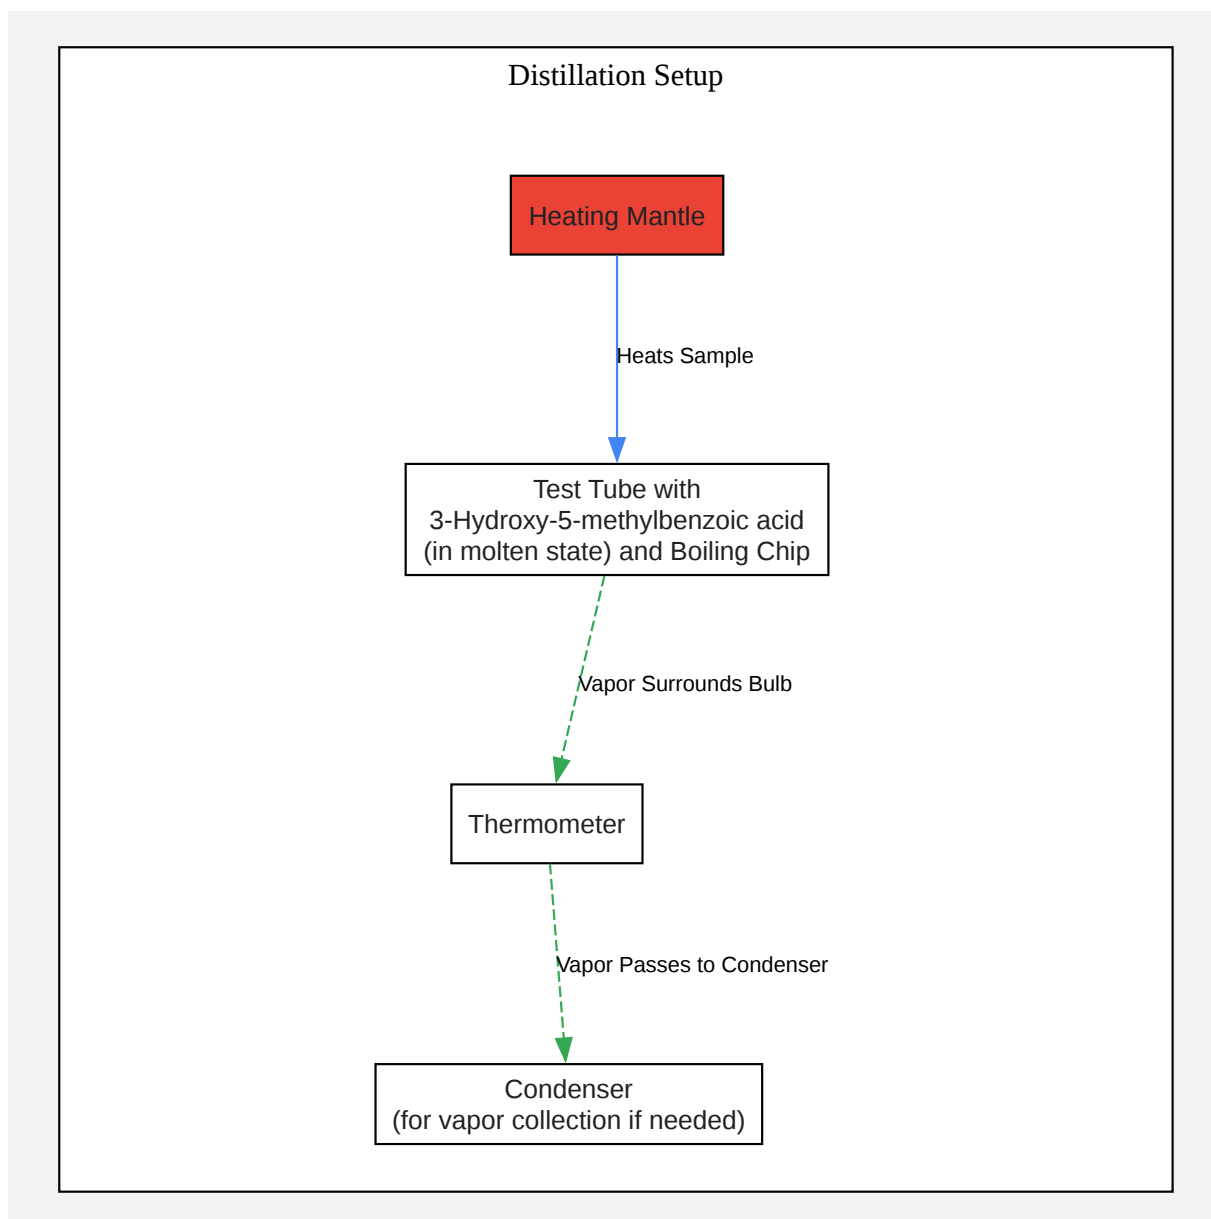 Distillation Setup
Heating Mantle
Heats Sample
Test Tube with
3-Hydroxy-5-methylbenzoic acid
(in molten state) and Boiling Chip
Vapor Surrounds Bulb
Thermometer
Vapor Passes to Condenser
Condenser
(for vapor collection if needed)